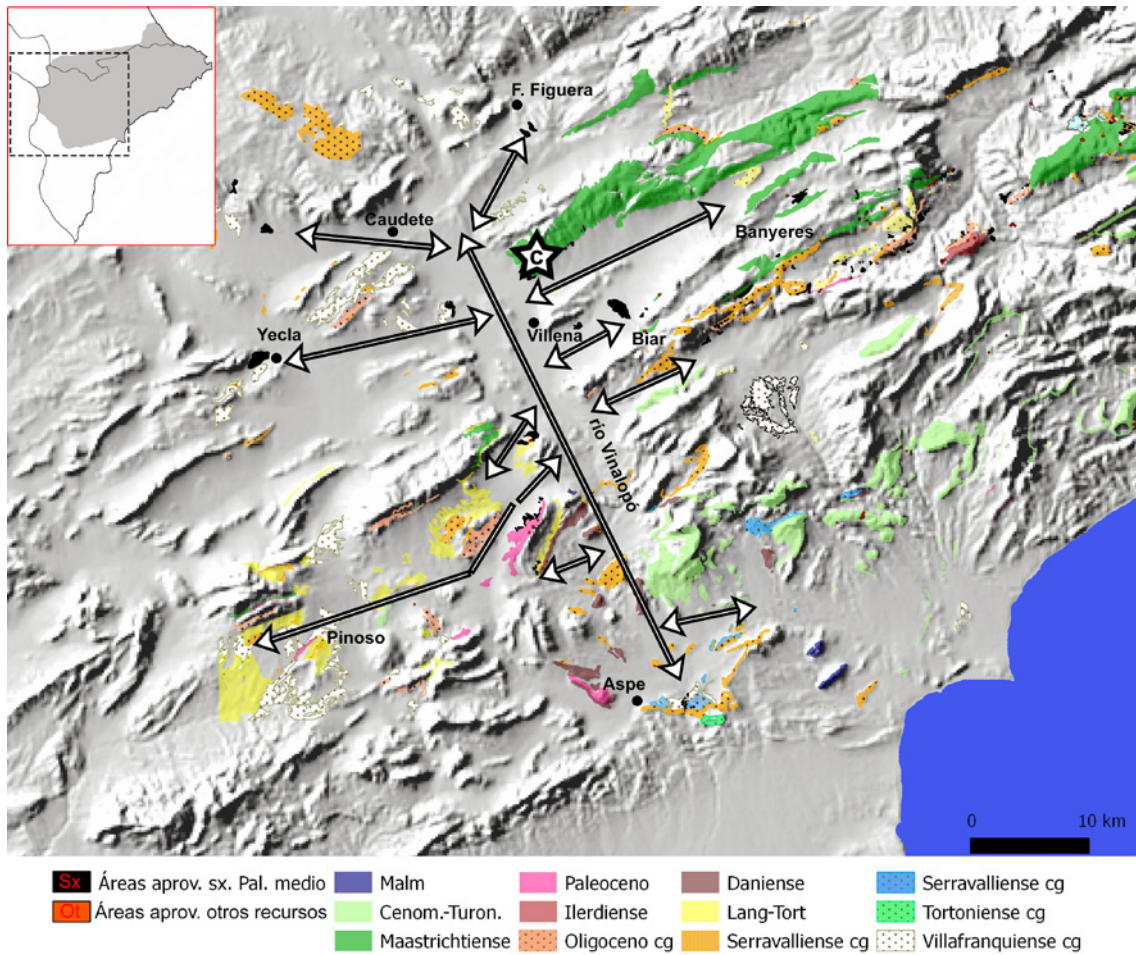 F. Figuera
Caudete
C
Banyeres
Villena
Biar
Yecla
río Vinalopó
Pinoso
Aspe
0 10 km
Sx Áreas aprov. sx. Pal. medio
Ot Áreas aprov. otros recursos
Malm
Cenom.-Turon.
Maastrichtiense
Paleoceno
Ilerdiense
Oligoceno cg
Daniense
Lang-Tort
Serravalliense cg
Serravalliense cg
Tortoniense cg
Villafranquiense cg